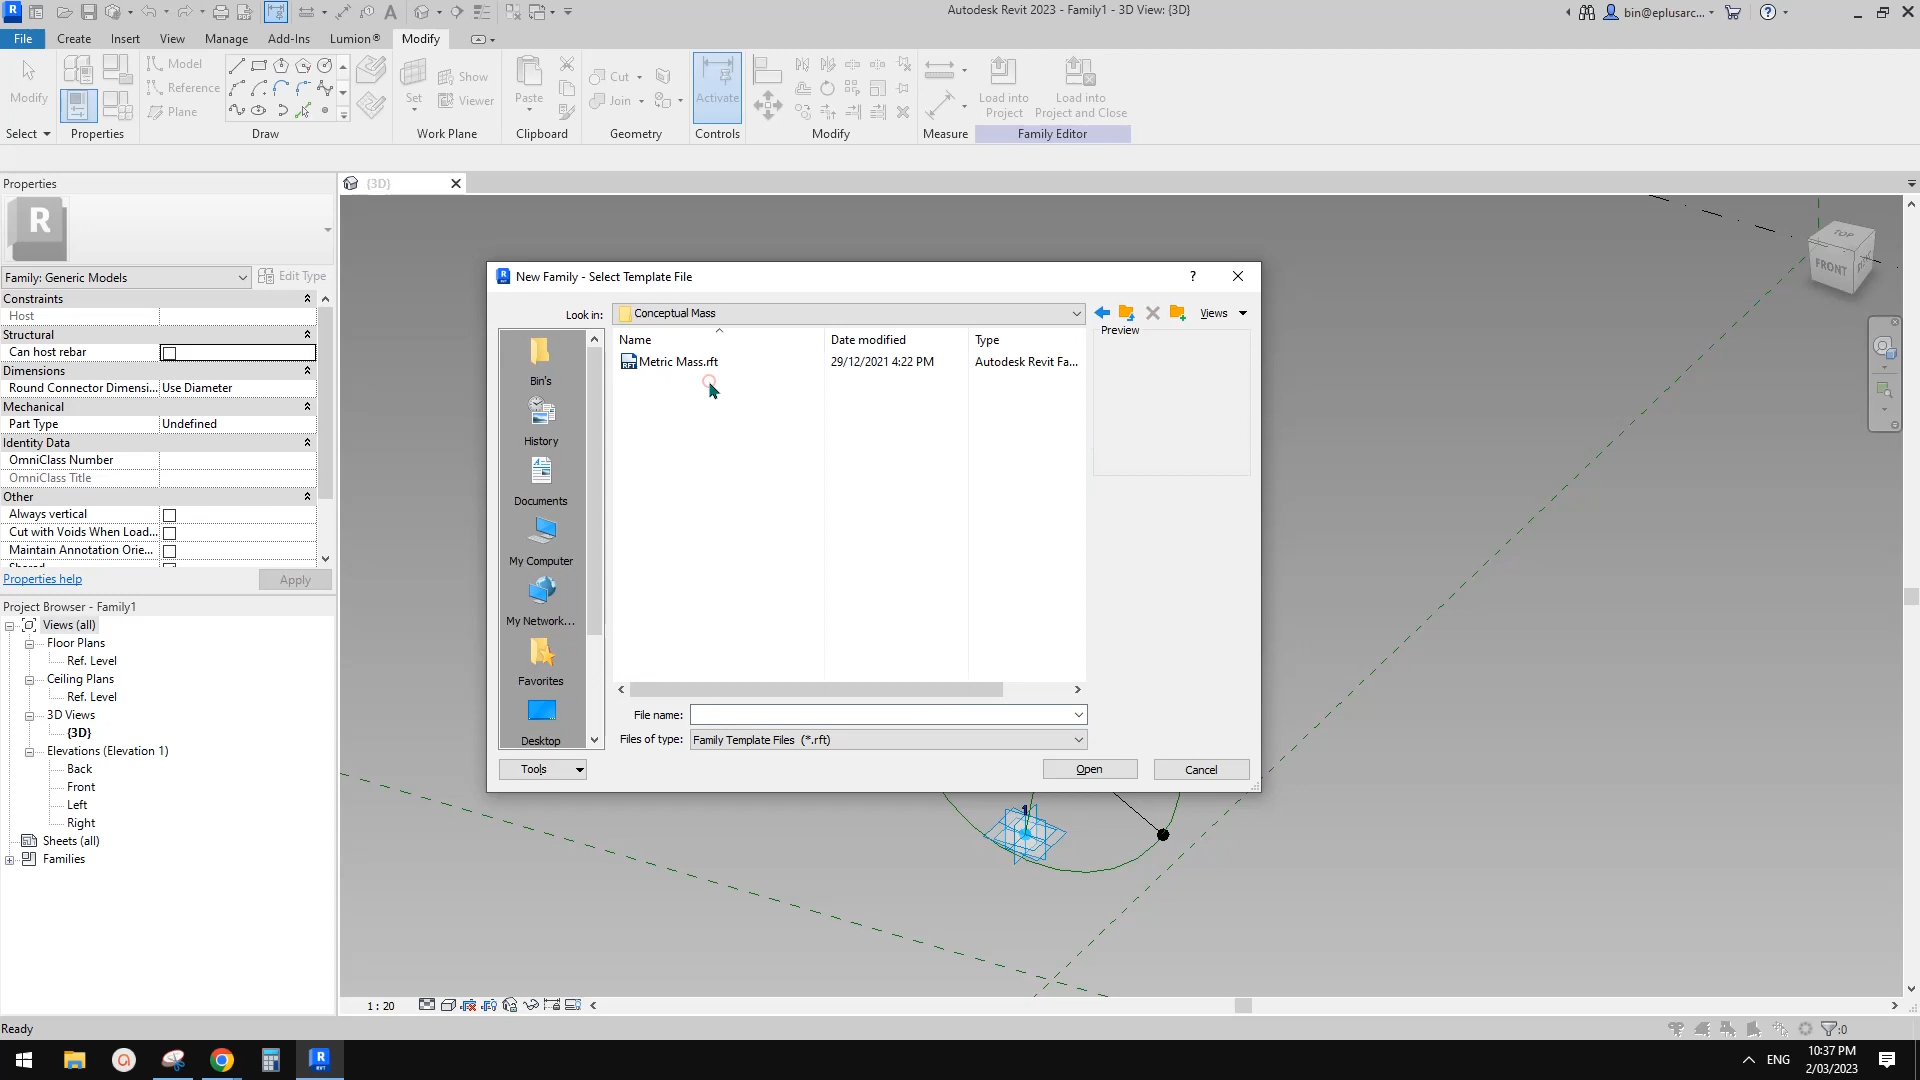 Autodesk Revit 2023 - Family1 - 3D View: {3D}
bin@eplusarc...
File Create Insert View Manage Add-Ins Lumion® Modify
Modify
Model
Reference
Plane
Set
Show
Viewer
Paste
Cut
Join
Activate
Load into Project
Load into Project and Close
Select Properties Draw Work Plane Clipboard Geometry Controls Modify Measure Family Editor
Properties
{3D}
R
Family: Generic Models
Edit Type
Constraints
Host
Structural
Can host rebar
Dimensions
Round Connector Dimensi... Use Diameter
Mechanical
Part Type Undefined
Identity Data
OmniClass Number
OmniClass Title
Other
Always vertical
Cut with Voids When Load...
Maintain Annotation Orie...
Shared
Properties help
Apply
Project Browser - Family1
Views (all)
Floor Plans
Ref. Level
Ceiling Plans
Ref. Level
3D Views
{3D}
Elevations (Elevation 1)
Back
Front
Left
Right
Sheets (all)
Families
New Family - Select Template File
Look in: Conceptual Mass
Views
Preview
Name Date modified Type
Metric Mass.rft 29/12/2021 4:22 PM Autodesk Revit Fa...
Bin's
History
Documents
My Computer
My Network...
Favorites
Desktop
File name:
Files of type: Family Template Files (*.rft)
Tools
Open
Cancel
TOP
FRONT
1
1 : 20
Ready
:0
ENG
10:37 PM
2/03/2023